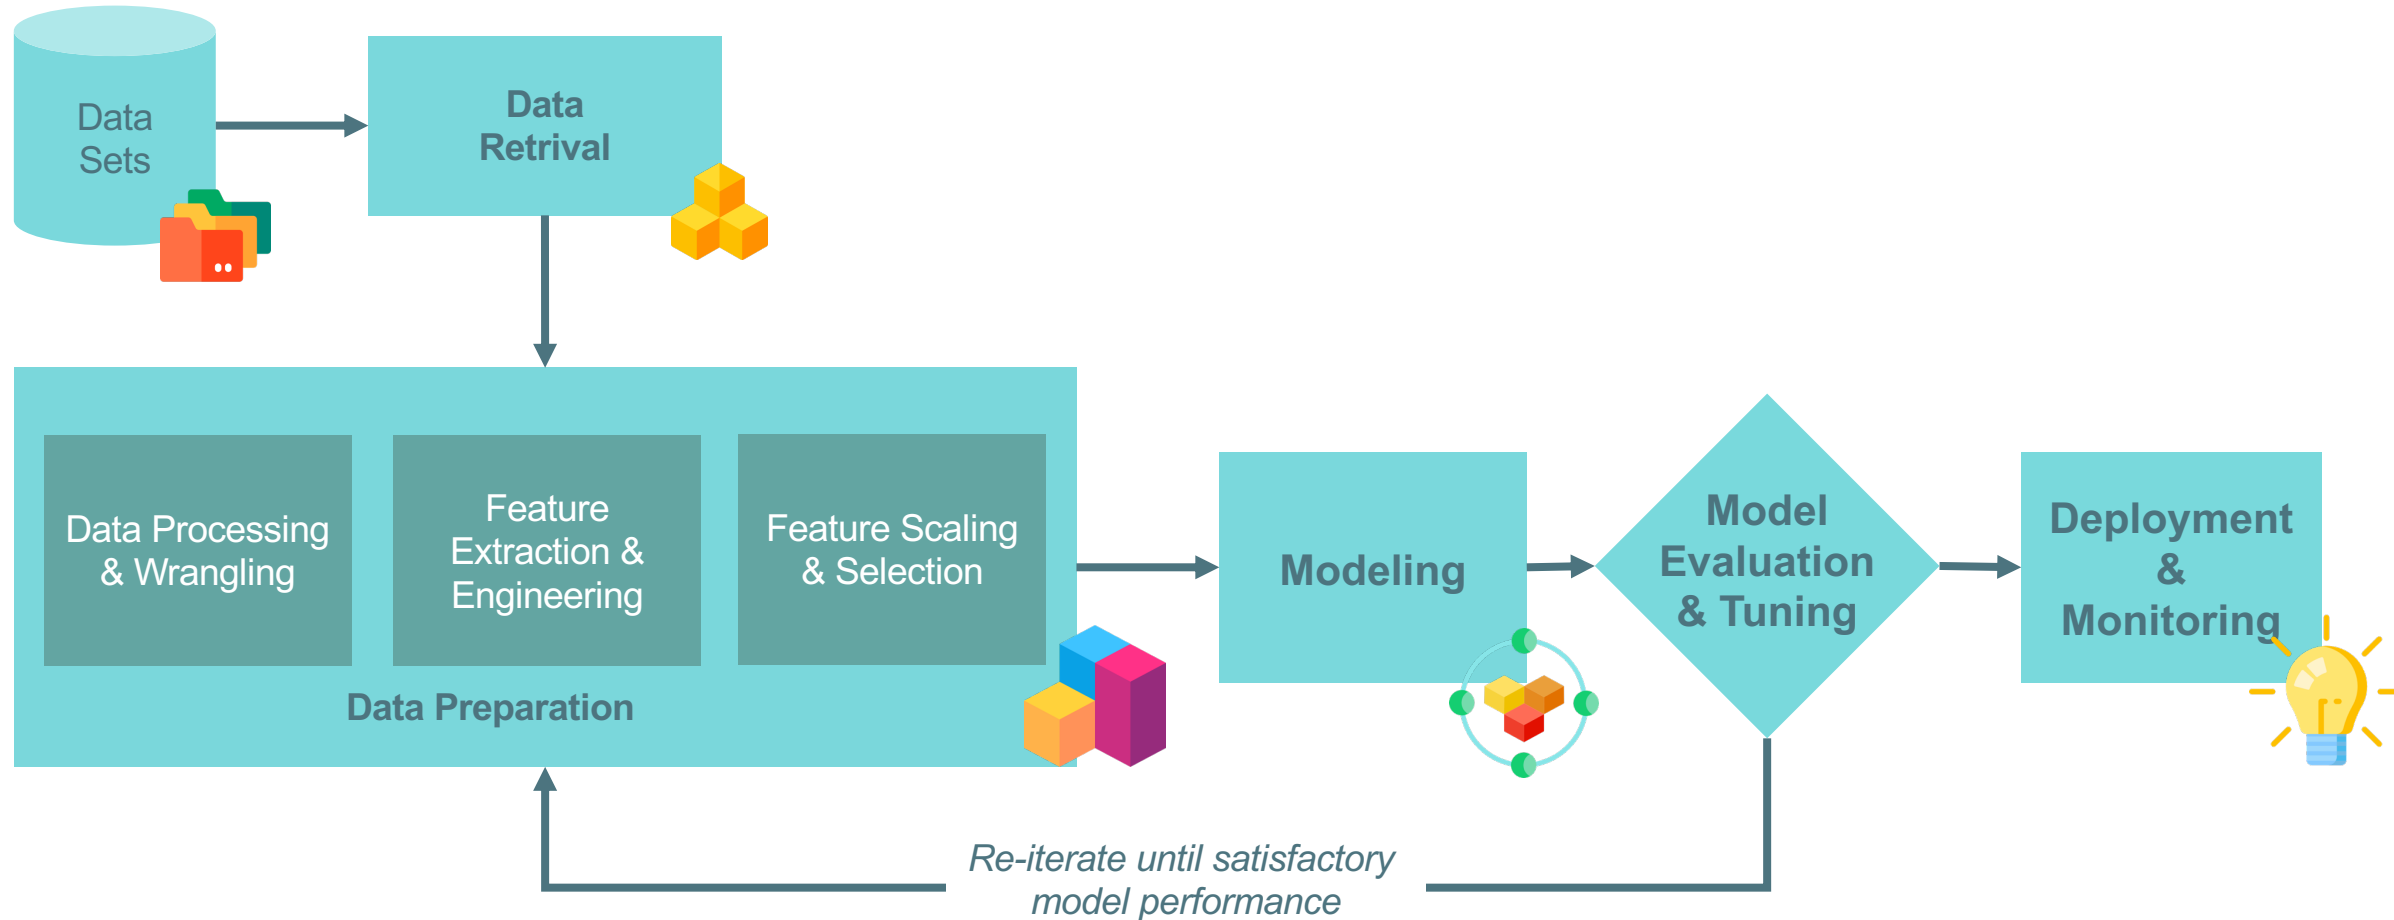 Data
Sets
Data
Retrival
Data Processing
& Wrangling
Feature
Extraction &
Engineering
Feature Scaling
& Selection
Data Preparation
Modeling
Model
Evaluation
& Tuning
Deployment
&
Monitoring
Re-iterate until satisfactory
model performance